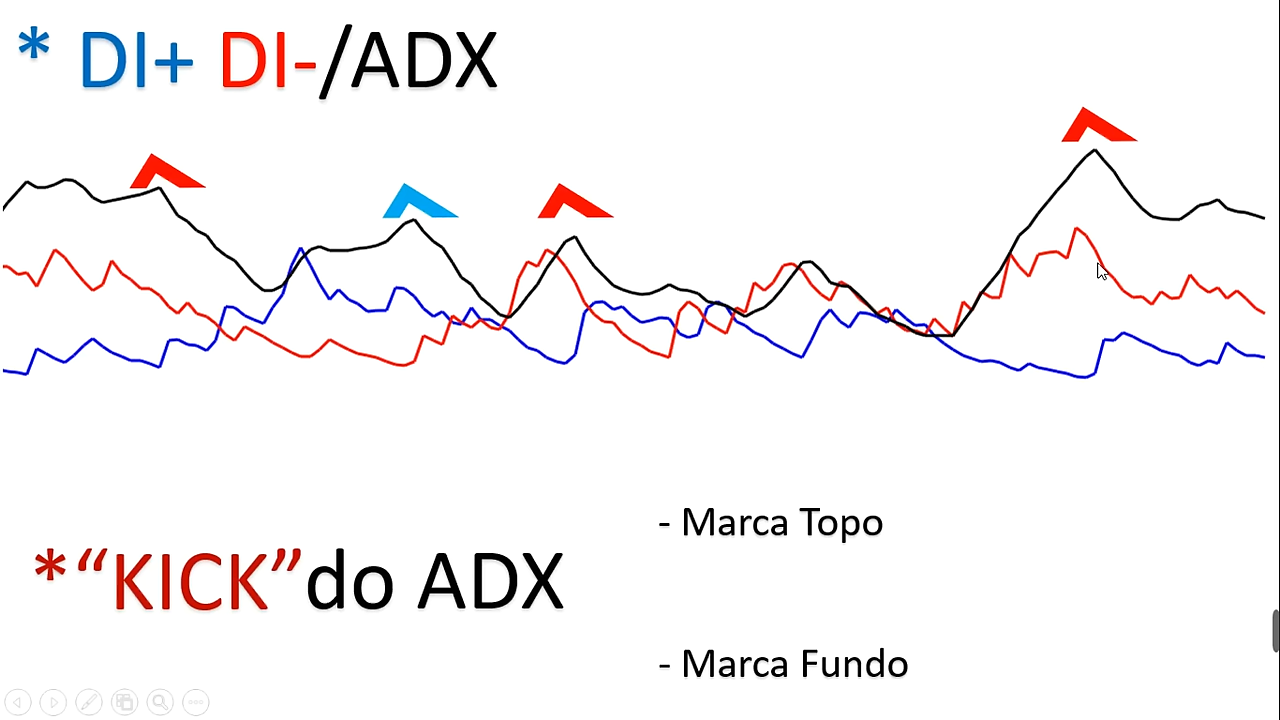 * DI+ DI-/ADX
- Marca Topo
*“KICK”do ADX
- Marca Fundo